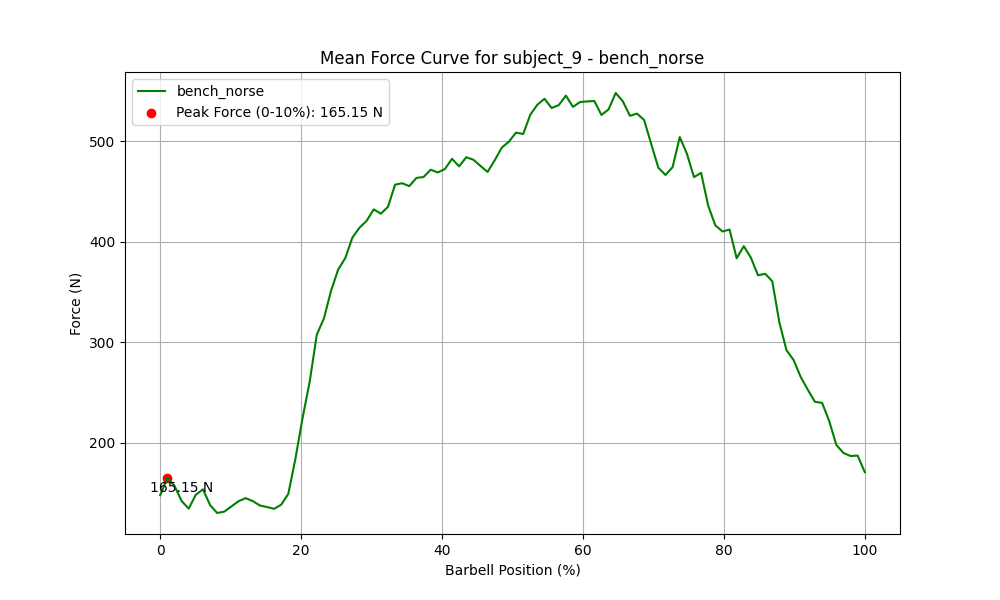 Mean Force Curve for subject_9 - bench_norse
bench_norse
Peak Force (0-10%): 165.15 N
500
400
300
200
165.15 N
Force (N)
0
20
40
60
80
100
Barbell Position (%)